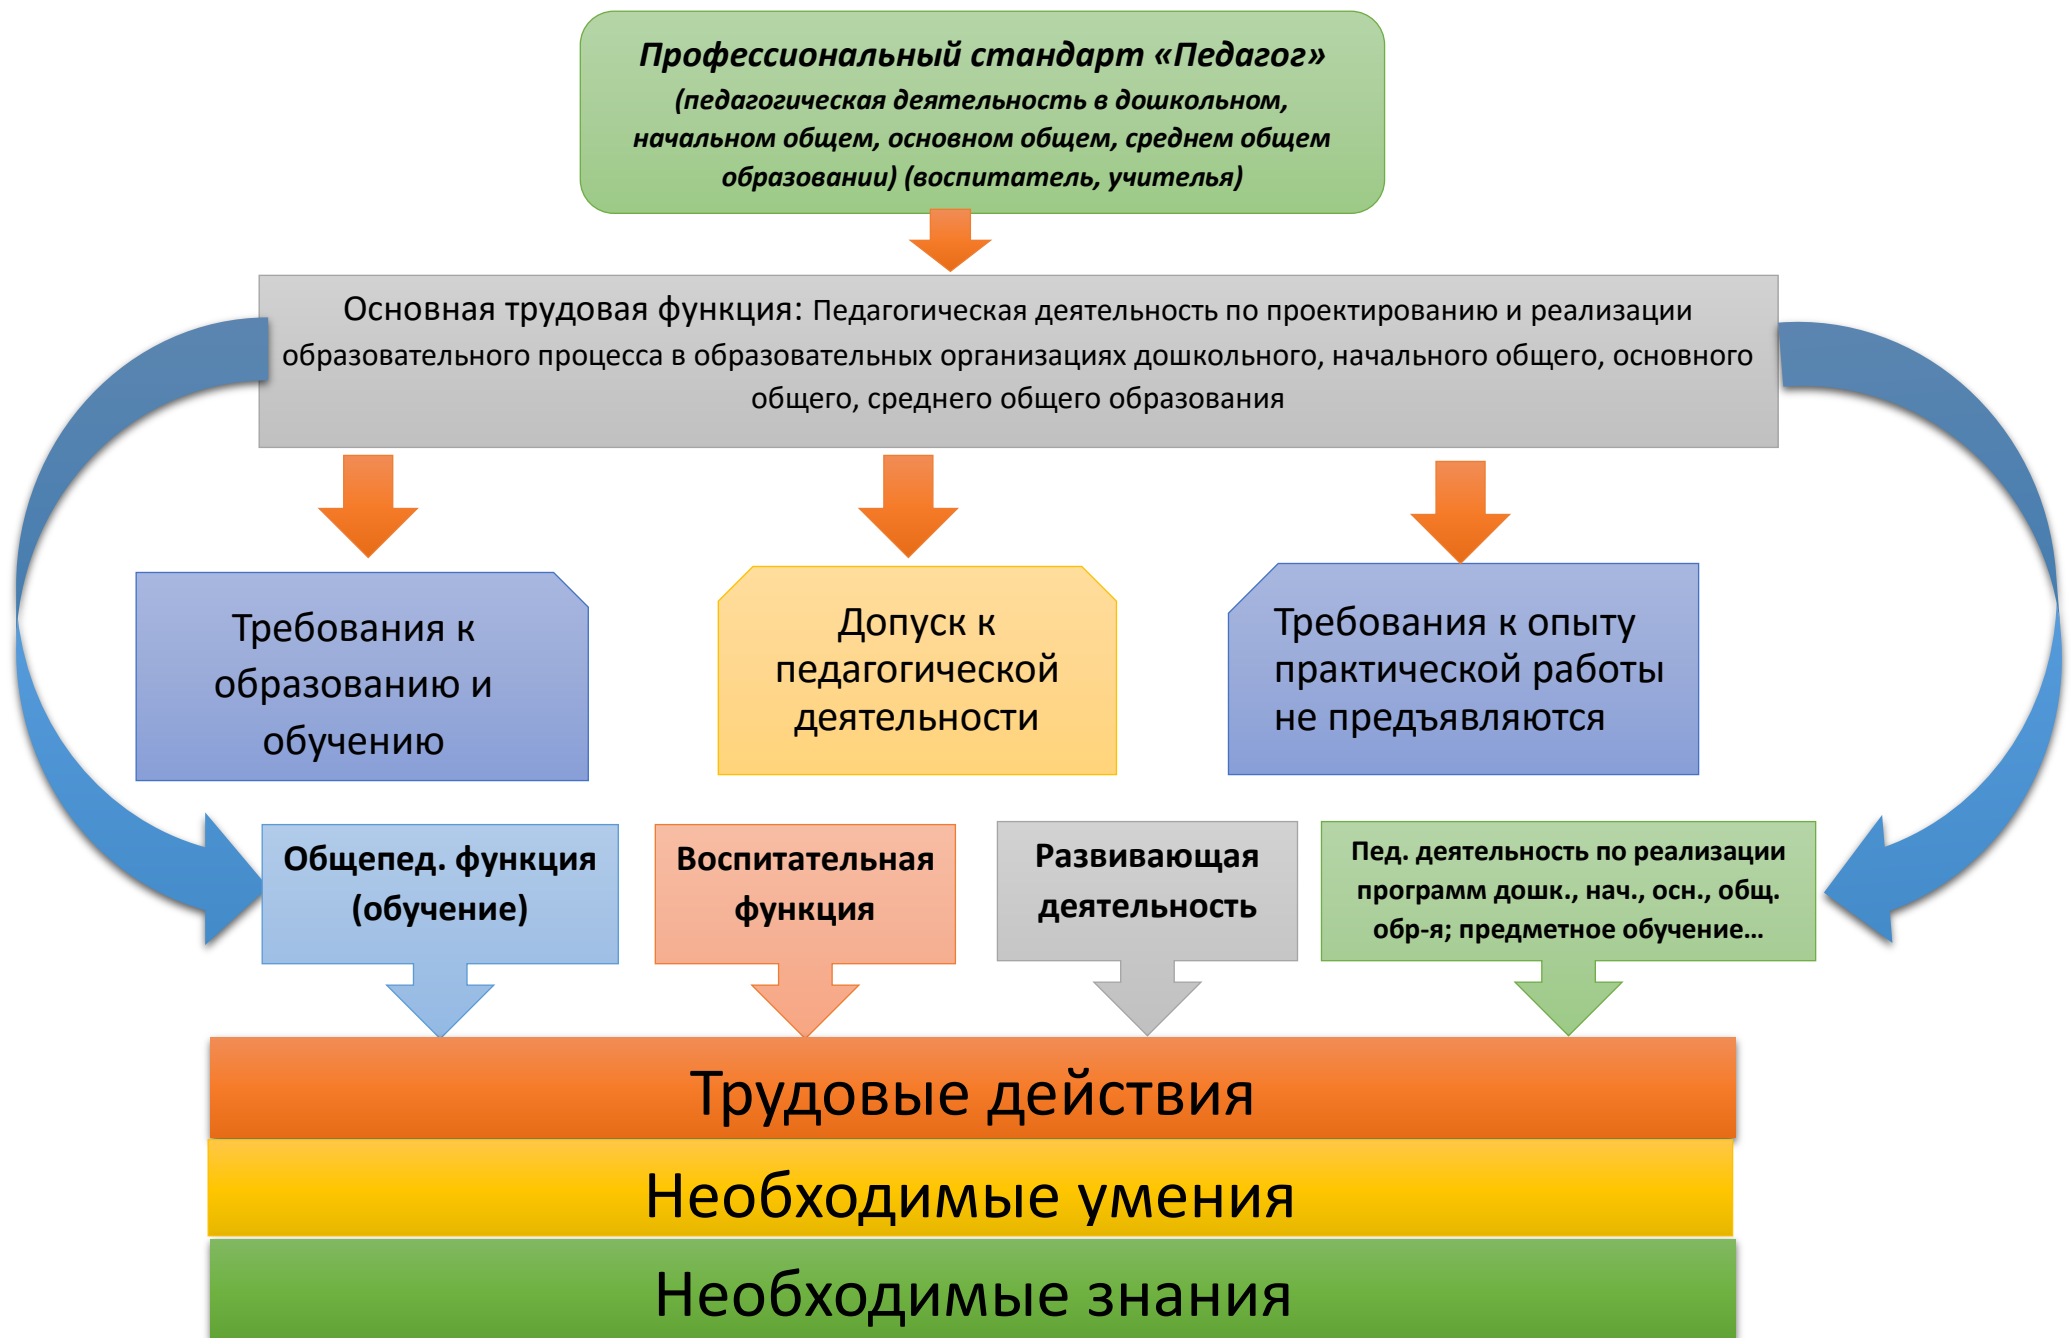 Профессиональный стандарт «Педагог»
(педагогическая деятельность в дошкольном,
начальном общем, основном общем, среднем общем
образовании) (воспитатель, учителья)
Основная трудовая функция: Педагогическая деятельность по проектированию и реализации
образовательного процесса в образовательных организациях дошкольного, начального общего, основного
общего, среднего общего образования
Требования к
образованию и
обучению
Допуск к
педагогической
деятельности
Требования к опыту
практической работы
не предъявляются
Общепед. функция
(обучение)
Воспитательная
функция
Развивающая
деятельность
Пед. деятельность по реализации
программ дошк., нач., осн., общ.
обр-я; предметное обучение...
Трудовые действия
Необходимые умения
Необходимые знания